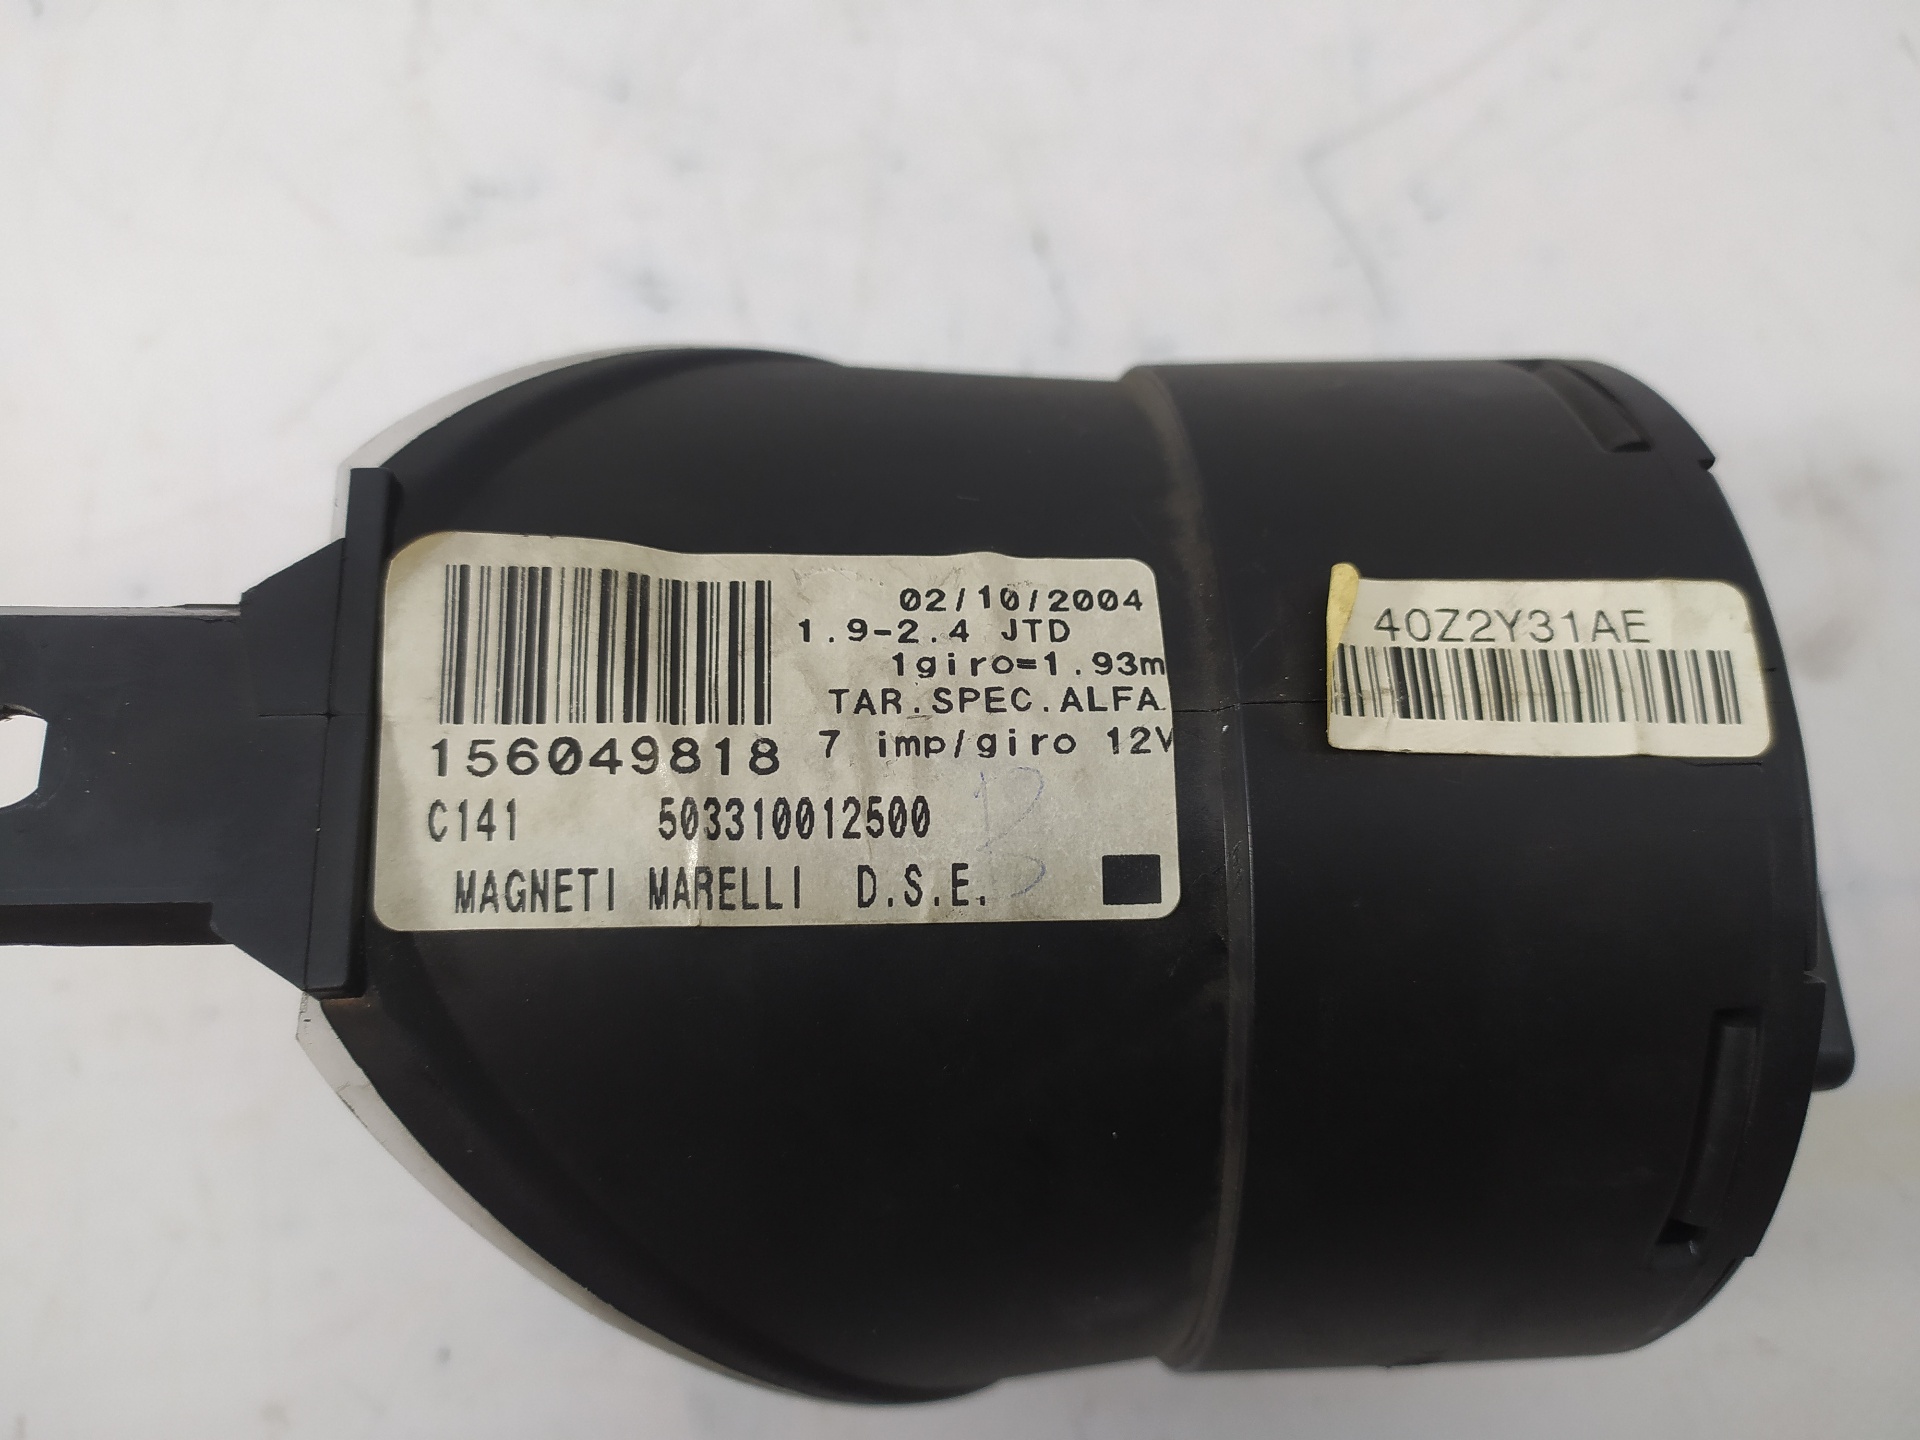 02/10/2004
1.9-2.4 JTD
1giro=1.93m
TAR.SPEC.ALFA.
7 imp/giro 12V
156049818
C141 503310012500
MAGNETI MARELLI D.S.E.
40Z2Y31AE